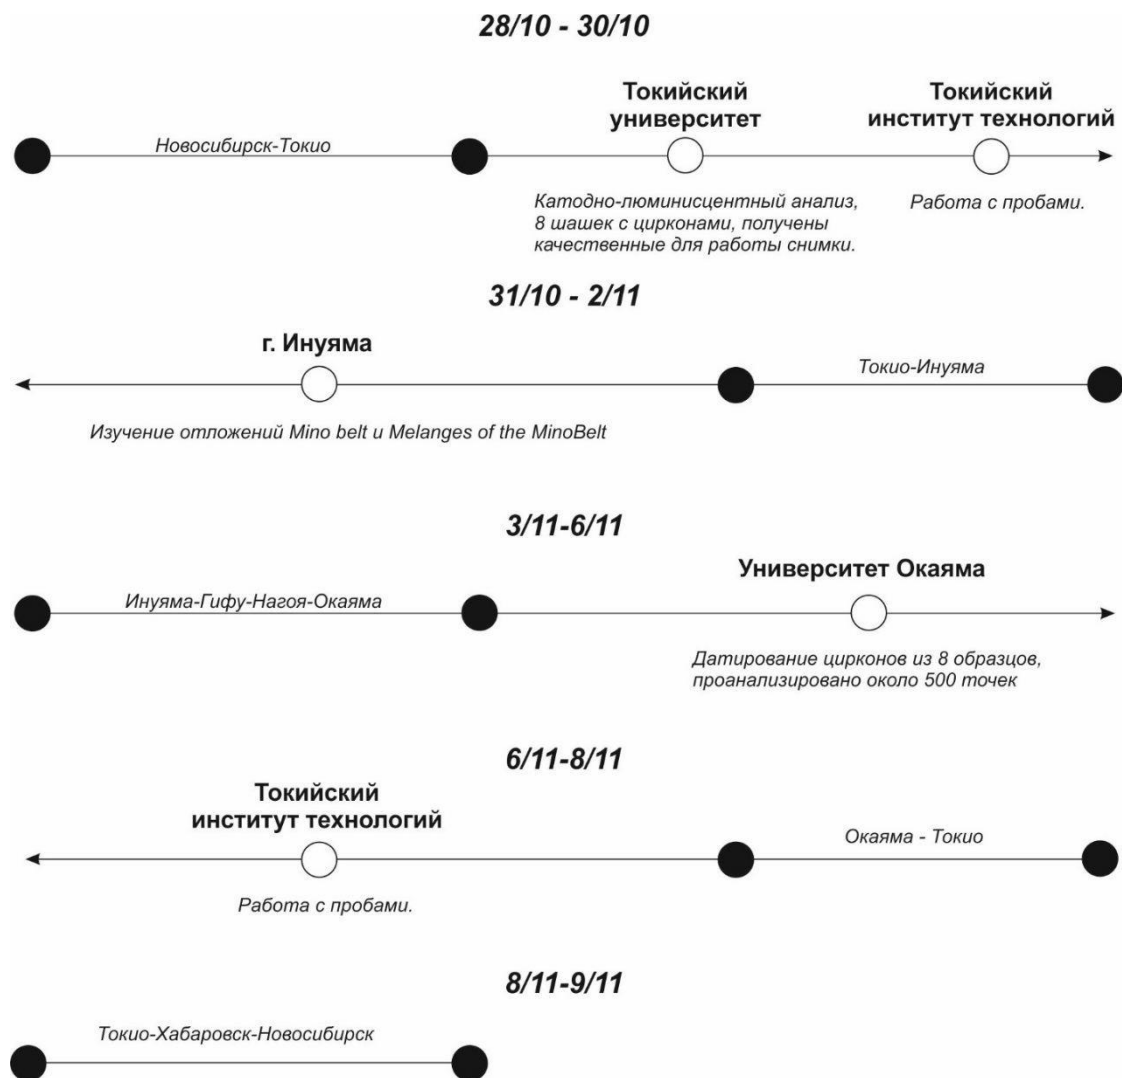 28/10 - 30/10
Токийский
университет
Токийский
институт технологий
Новосибирск-Токио
Катодно-люминисцентный анализ,
8 шашек с цирконами, получены
качественные для работы снимки.
Работа с пробами.
31/10 - 2/11
г. Инуяма
Токио-Инуяма
Изучение отложений Mino belt и Melanges of the MinoBelt
3/11-6/11
Университет Окаяма
Инуяма-Гифу-Нагоя-Окаяма
Датирование цирконов из 8 образцов,
проанализировано около 500 точек
6/11-8/11
Токийский
институт технологий
Окаяма - Токио
Работа с пробами.
8/11-9/11
Токио-Хабаровск-Новосибирск